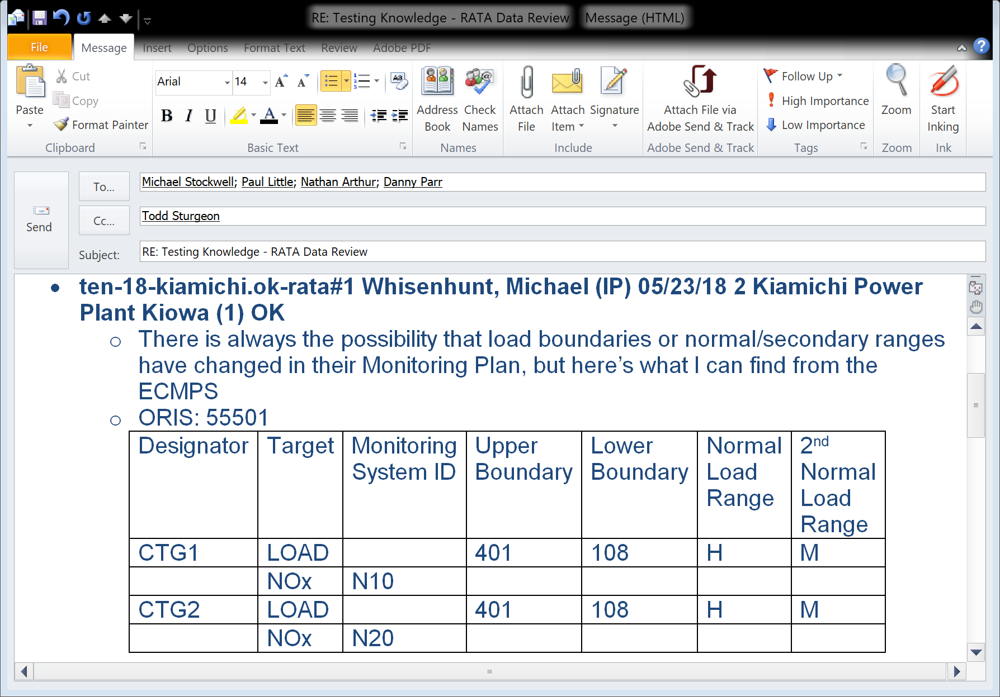 RE: Testing Knowledge - RATA Data Review Message (HTML)
File Message Insert Options Format Text Review Adobe PDF
Paste
Cut
Copy
Format Painter
Clipboard
Arial 14
B I U
Basic Text
Address Book
Check Names
Names
Attach File
Attach Item
Signature
Include
Attach File via
Adobe Send & Track
Adobe Send & Track
Follow Up
High Importance
Low Importance
Tags
Zoom
Zoom
Start Inking
Ink
Send
To... Michael Stockwell; Paul Little; Nathan Arthur; Danny Parr
Cc... Todd Sturgeon
Subject: RE: Testing Knowledge - RATA Data Review
• ten-18-kiamichi.ok-rata#1 Whisenhunt, Michael (IP) 05/23/18 2 Kiamichi Power
Plant Kiowa (1) OK
o There is always the possibility that load boundaries or normal/secondary ranges
have changed in their Monitoring Plan, but here's what I can find from the
ECMPS
o ORIS: 55501
Designator Target Monitoring System ID Upper Boundary Lower Boundary Normal Load Range 2nd Normal Load Range
CTG1 LOAD 401 108 H M
NOx N10
CTG2 LOAD 401 108 H M
NOx N20